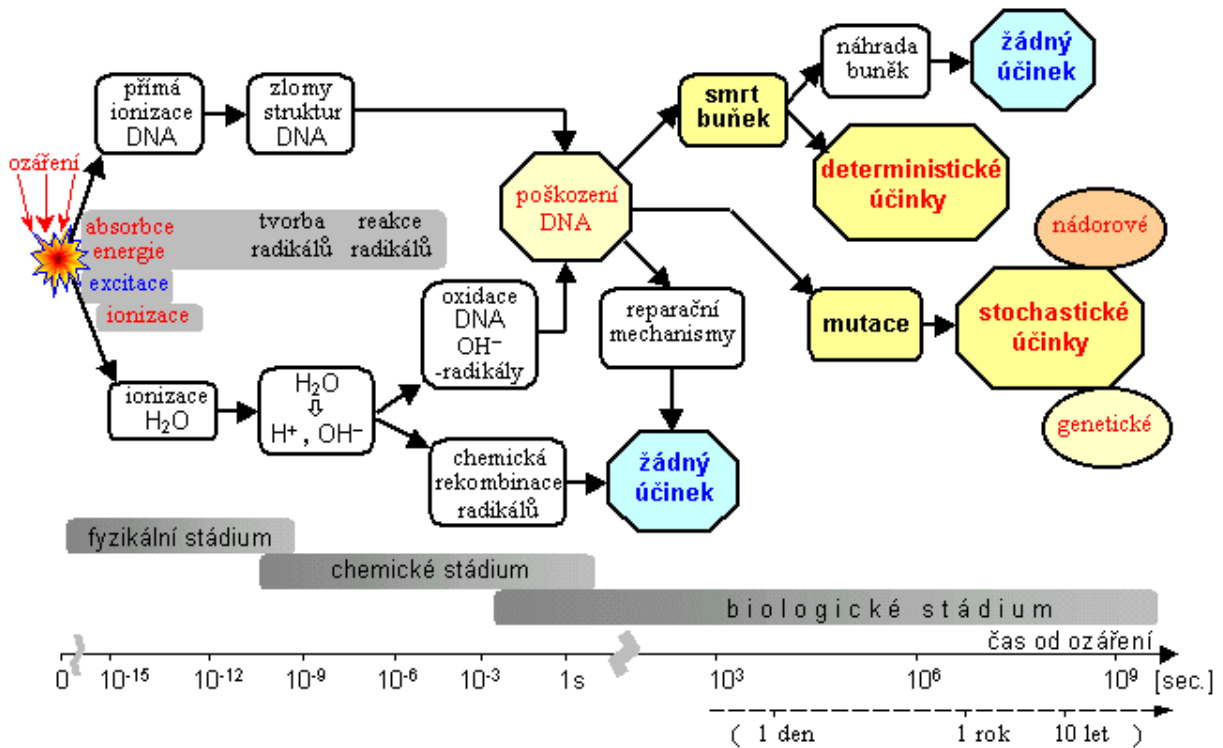 přímá
ionizace
DNA
zlomy
struktur
DNA
smrt
buňek
náhrada
buněk
žádný
účinek
ozáření
poškození
DNA
deterministické
účinky
absorbce
energie
tvorba
radikálů
reakce
radikálů
excitace
ionizace
nádorové
oxidace
DNA
OH⁻
-radikály
reparační
mechanismy
mutace
stochastické
účinky
ionizace
H₂O
H₂O
⇩
H⁺, OH⁻
genetické
chemická
rekombinace
radikálů
žádný
účinek
fyzikální stádium
chemické stádium
biologické stádium
čas od ozáření
0 10⁻¹⁵ 10⁻¹² 10⁻⁹ 10⁻⁶ 10⁻³ 1s 10³ 10⁶ 10⁹ [sec.]
( 1 den 1 rok 10 let )